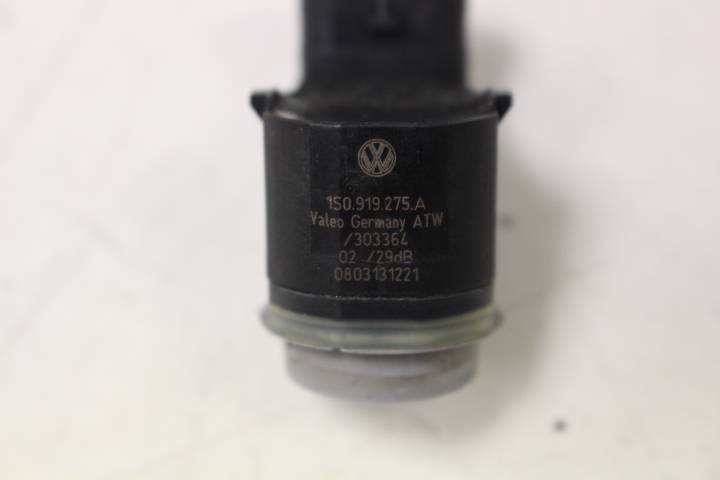 1S0.919.275.A
Valeo Germany ATW
/303364
02 /29dB
0803131221